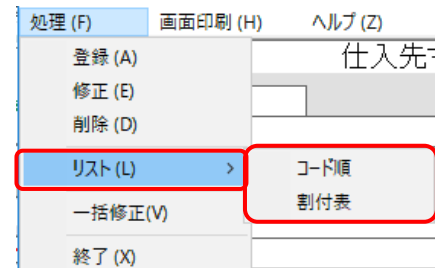 処理 (F) 画面印刷 (H) ヘルプ (Z)
登録 (A) 仕入先
修正 (E)
削除 (D)
リスト (L) > コード順
割付表
一括修正(V)
終了 (X)